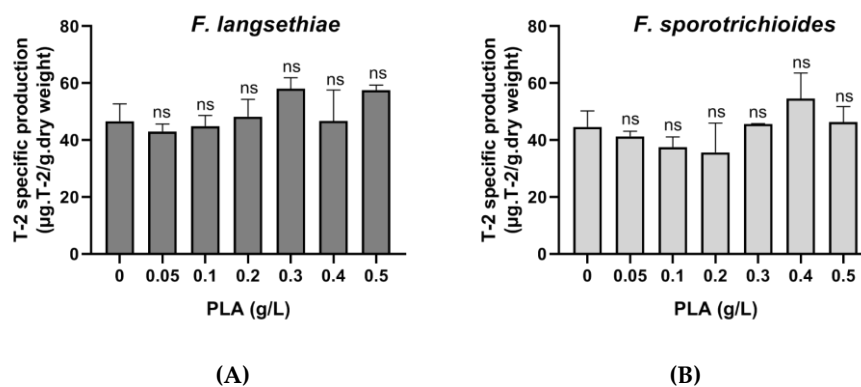 F. langsethiae
80
60
40
20
0
T-2 specific production
(µg.T-2/g.dry weight)
ns
ns
ns
ns
ns
ns
0 0.05 0.1 0.2 0.3 0.4 0.5
PLA (g/L)
(A)
F. sporotrichioides
80
60
40
20
0
T-2 specific production
(µg.T-2/g.dry weight)
ns
ns
ns
ns
ns
ns
0 0.05 0.1 0.2 0.3 0.4 0.5
PLA (g/L)
(B)